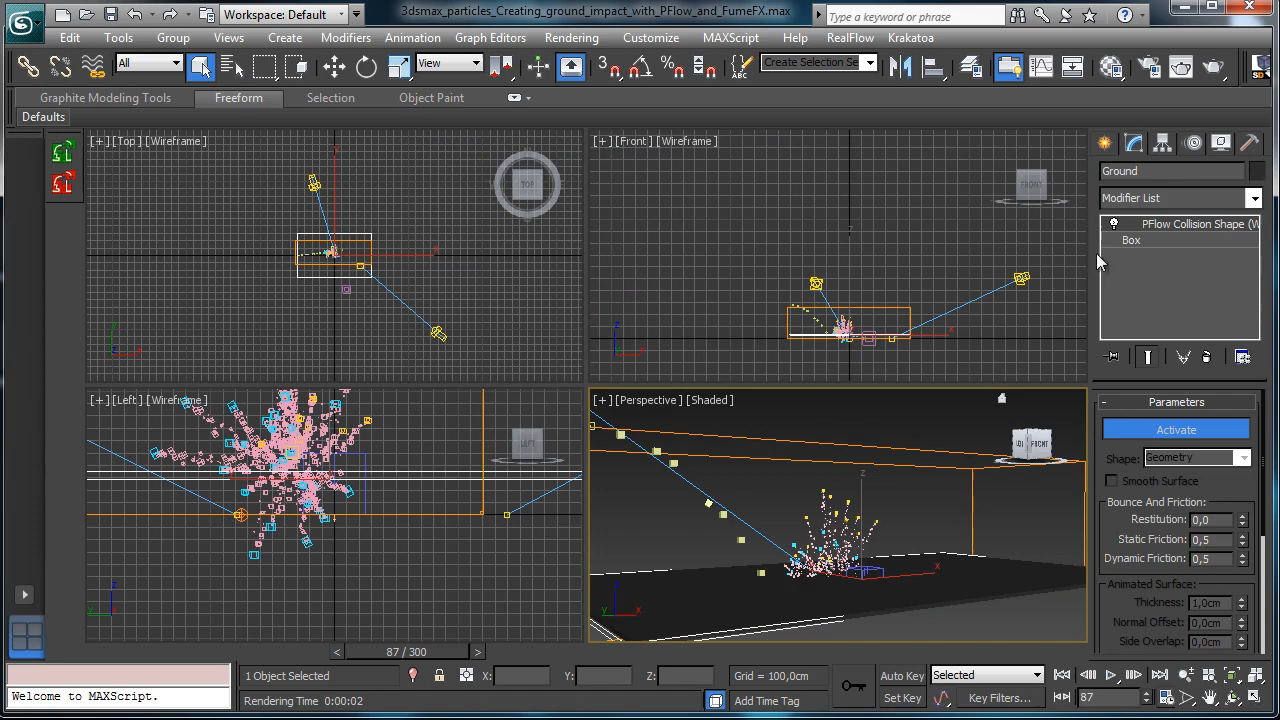 Workspace: Default
3dsmax_particles_Creating_ground_impact_with_PFlow_and_FumeFX.max
Type a keyword or phrase
Edit Tools Group Views Create Modifiers Animation Graph Editors Rendering Customize MAXScript Help RealFlow Krakatoa
All
View
3
Create Selection Se
Graphite Modeling Tools Freeform Selection Object Paint
Defaults
[+] [Top ] [Wireframe ]
TOP
x
y
z
x
[+] [Front ] [Wireframe ]
FRONT
z
x
z
x
Ground
Modifier List
PFlow Collision Shape (W
Box
[+] [Left ] [Wireframe ]
LEFT
z
y
[+] [Perspective ] [Shaded ]
FRONT
z
x
z
x
Parameters
Activate
Shape: Geometry
Smooth Surface
Bounce And Friction:
Restitution: 0,0
Static Friction: 0,5
Dynamic Friction: 0,5
Animated Surface:
Thickness: 1,0cm
Normal Offset: 0,0cm
Side Overlap: 0,0cm
< 87 / 300 >
1 Object Selected
X: Y: Z: Grid = 100,0cm
Auto Key Selected
Welcome to MAXScript.
Rendering Time 0:00:02
Add Time Tag
Set Key Key Filters... 87